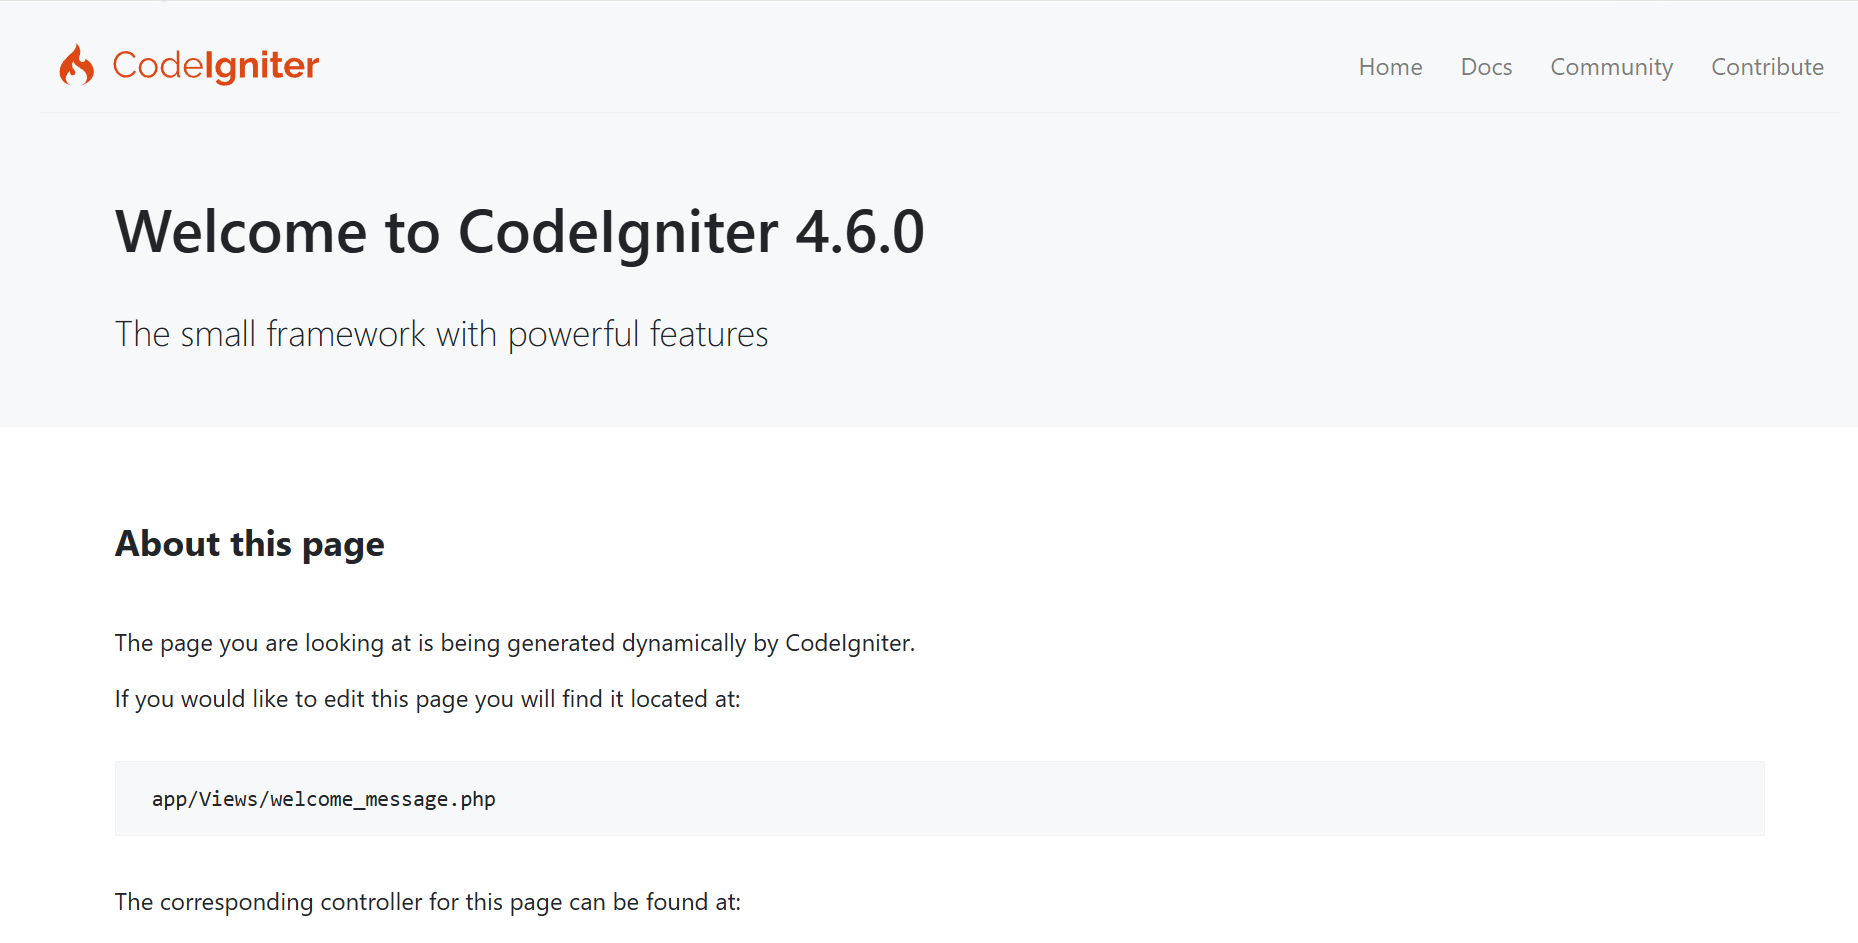 CodeIgniter
Home Docs Community Contribute
Welcome to CodeIgniter 4.6.0
The small framework with powerful features
About this page
The page you are looking at is being generated dynamically by CodeIgniter.
If you would like to edit this page you will find it located at:
app/Views/welcome_message.php
The corresponding controller for this page can be found at: